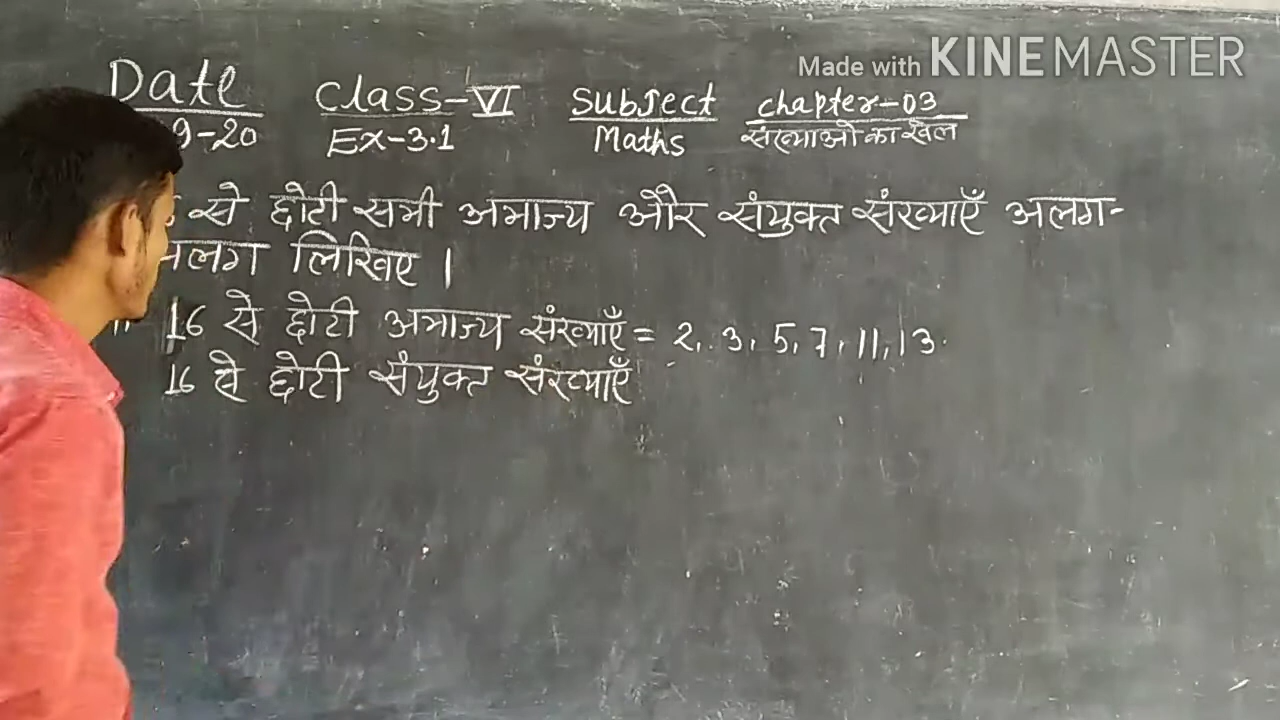 Made with KINEMASTER
Date Class-VI Subject chapter-03
9-20 Ex-3.1 Maths संख्याओ का खेल
से छोटी सभी अभाज्य और संयुक्त संख्याएँ अलग-
लग लिखिए ।
16 से छोटी अभाज्य संख्याएँ = 2, 3, 5, 7, 11, 13.
16 से छोटी संयुक्त संख्याएँ